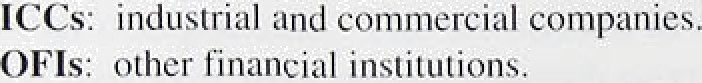 ICCs: industrial and commercial companies.
OFIs: other financial institutions.